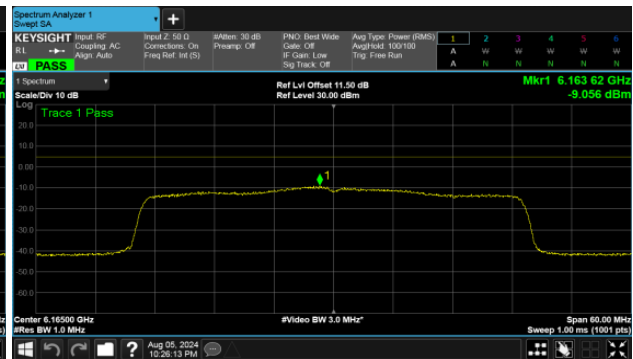 Spectrum Analyzer 1
Swept SA
+
KEYSIGHT Input: RF Input Z: 50 Ω #Atten: 30 dB PNO: Best Wide Avg Type: Power (RMS) 1 2 3 4 5 6
RL Coupling: AC Corrections: On Preamp: Off Gate: Off Avg|Hold: 100/100 A W W W W W
Align: Auto Freq Ref: Int (S) IF Gain: Low Trig: Free Run
LXI PASS Sig Track: Off A N N N N N
1 Spectrum Ref Lvl Offset 11.50 dB Mkr1 6.163 62 GHz
Scale/Div 10 dB Ref Level 30.00 dBm -9.056 dBm
Log
Trace 1 Pass
20.0
10.0
0.00
-10.0
1
-20.0
-30.0
-40.0
-50.0
-60.0
Center 6.16500 GHz #Video BW 3.0 MHz* Span 60.00 MHz
#Res BW 1.0 MHz Sweep 1.00 ms (1001 pts)
? Aug 05, 2024
10:26:13 PM